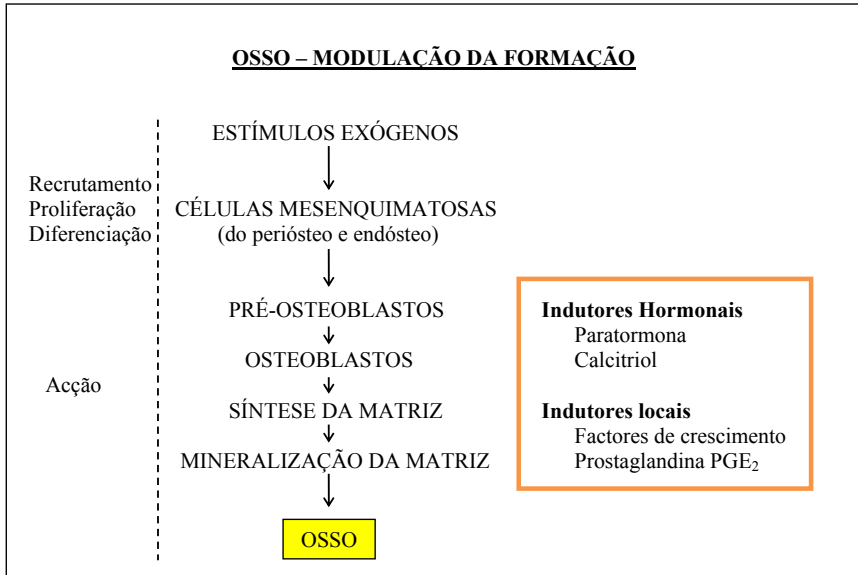 OSSO – MODULAÇÃO DA FORMAÇÃO
ESTÍMULOS EXÓGENOS
Recrutamento
Proliferação
Diferenciação
CÉLULAS MESENQUIMATOSAS
(do periósteo e endósteo)
PRÉ-OSTEOBLASTOS
OSTEOBLASTOS
Acção
SÍNTESE DA MATRIZ
MINERALIZAÇÃO DA MATRIZ
OSSO
Indutores Hormonais
Paratormona
Calcitriol
Indutores locais
Factores de crescimento
Prostaglandina PGE₂